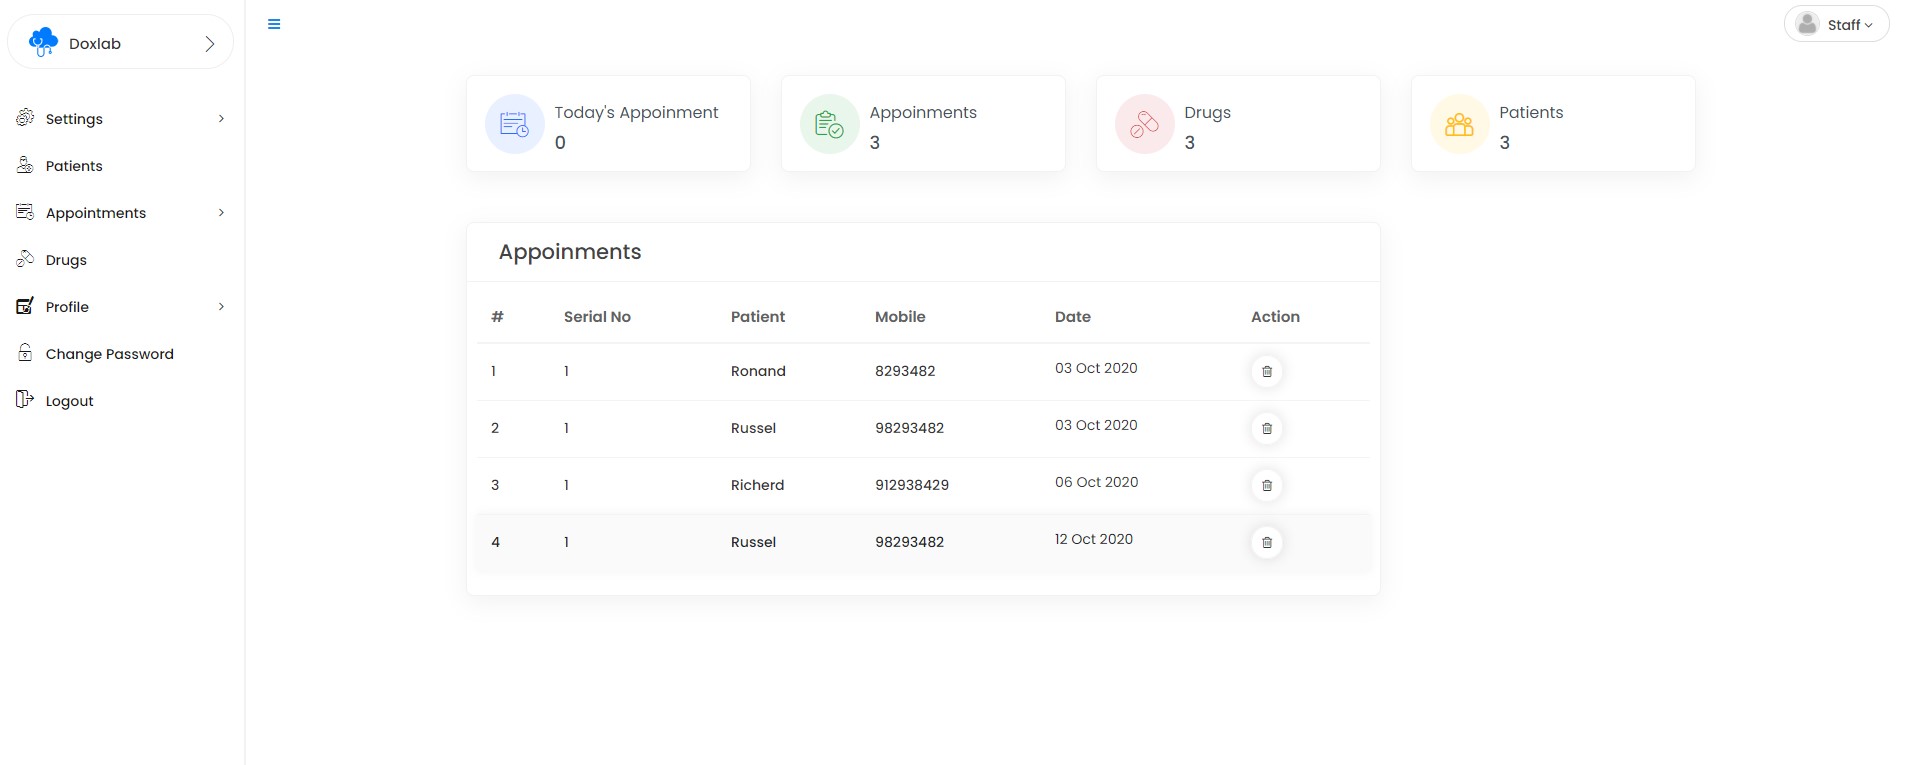 Doxlab
Staff
Settings
Patients
Appointments
Drugs
Profile
Change Password
Logout
Today's Appoinment
0
Appoinments
3
Drugs
3
Patients
3
Appoinments
# Serial No Patient Mobile Date Action
1 1 Ronand 8293482 03 Oct 2020
2 1 Russel 98293482 03 Oct 2020
3 1 Richerd 912938429 06 Oct 2020
4 1 Russel 98293482 12 Oct 2020